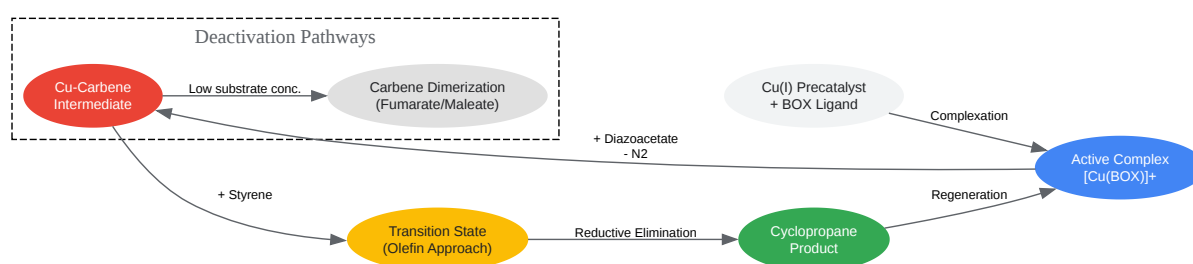 Deactivation Pathways
Cu-Carbene
Intermediate
Low substrate conc.
Carbene Dimerization
(Fumarate/Maleate)
Cu(I) Precatalyst
+ BOX Ligand
Complexation
+ Diazoacetate
- N2
Active Complex
[Cu(BOX)]+
+ Styrene
Regeneration
Transition State
(Olefin Approach)
Reductive Elimination
Cyclopropane
Product